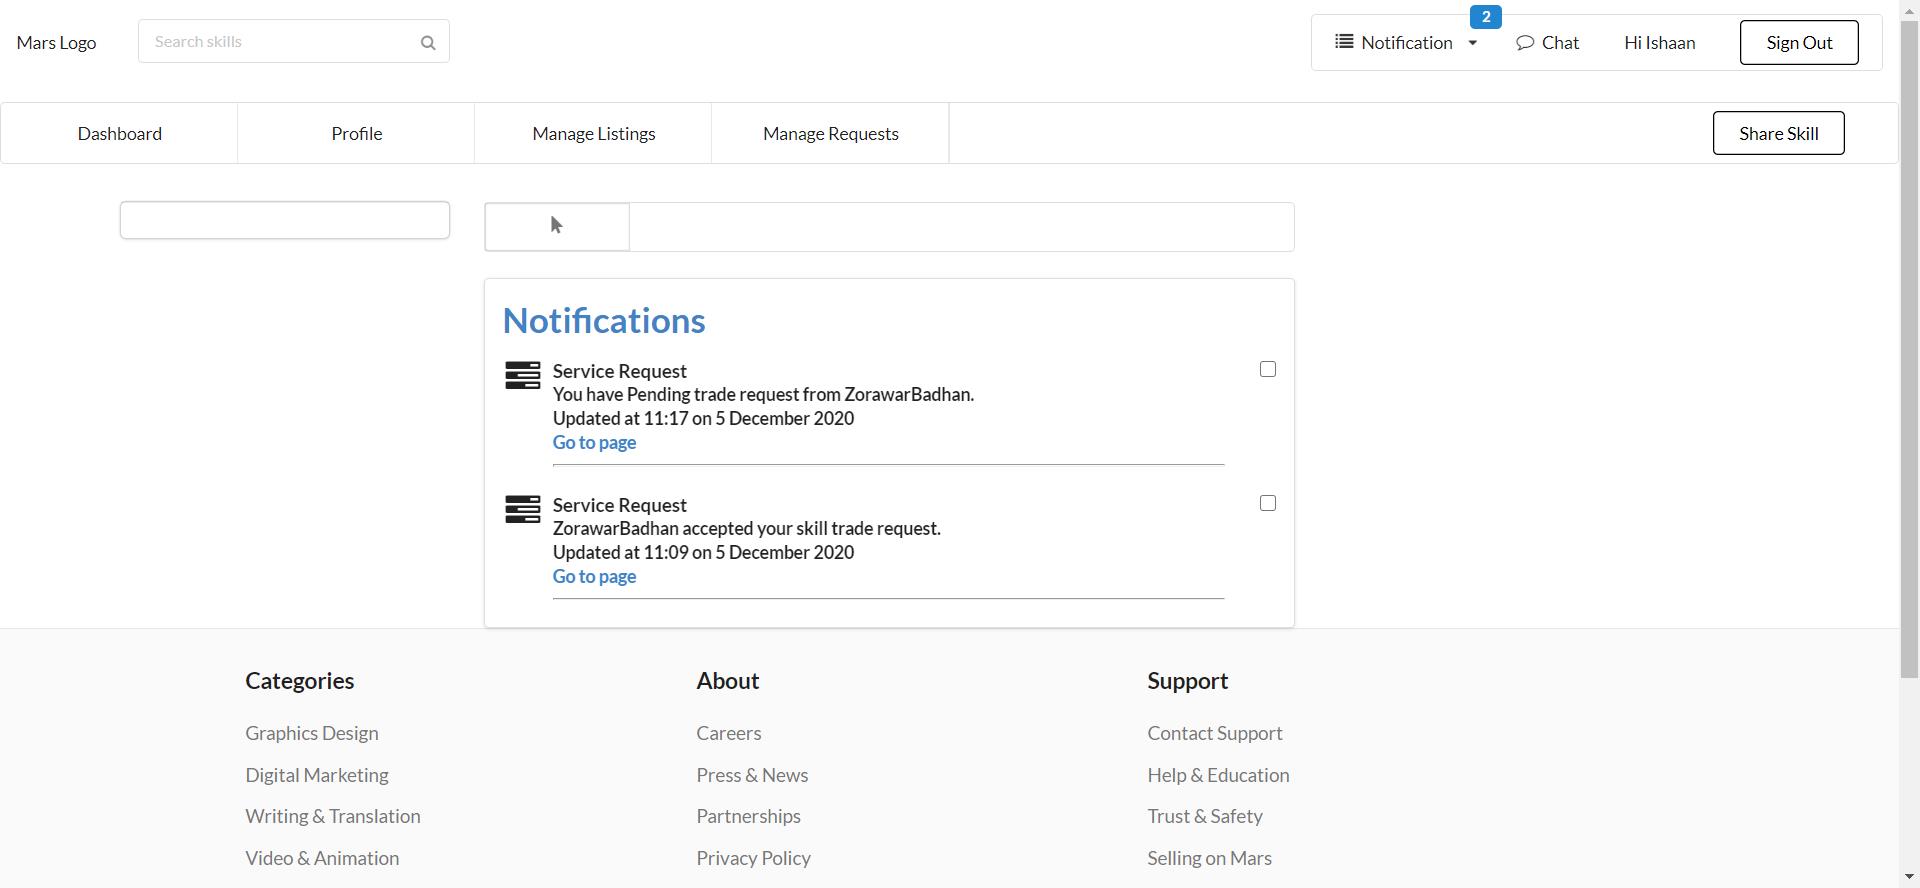 Mars Logo
Search skills
2
Notification
Chat
Hi Ishaan
Sign Out
Dashboard
Profile
Manage Listings
Manage Requests
Share Skill
Notifications
Service Request
You have Pending trade request from ZorawarBadhan.
Updated at 11:17 on 5 December 2020
Go to page
Service Request
ZorawarBadhan accepted your skill trade request.
Updated at 11:09 on 5 December 2020
Go to page
Categories
Graphics Design
Digital Marketing
Writing & Translation
Video & Animation
About
Careers
Press & News
Partnerships
Privacy Policy
Support
Contact Support
Help & Education
Trust & Safety
Selling on Mars